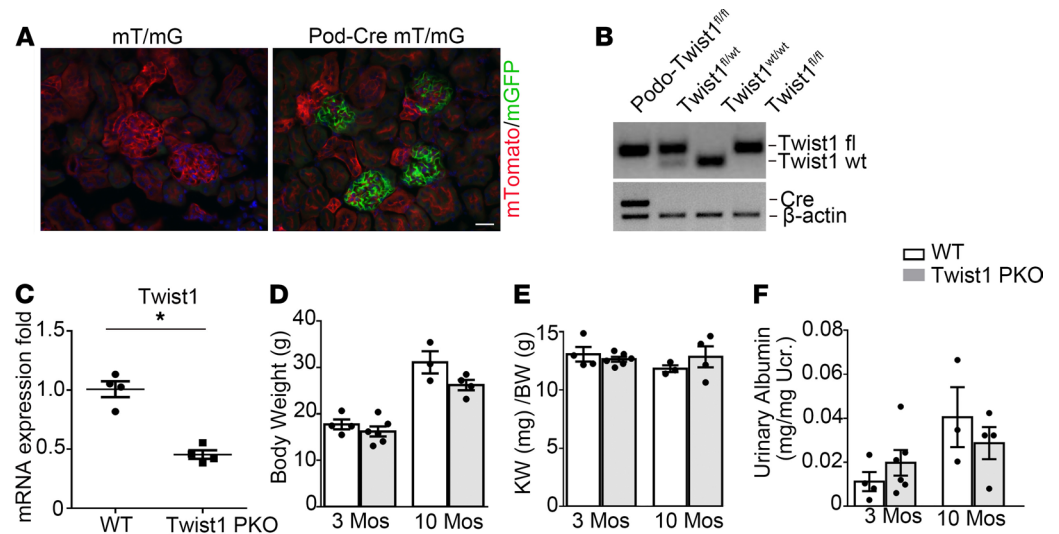 A
mT/mG
Pod-Cre mT/mG
mTomato/mGFP
B
Podo-Twist1fl/fl
Twist1fl/wt
Twist1wt/wt
Twist1fl/fl
Twist1 fl
Twist1 wt
Cre
β-actin
WT
Twist1 PKO
C
Twist1
*
mRNA expression fold
1.5
1.0
0.5
0
WT
Twist1 PKO
D
Body Weight (g)
40
30
20
10
0
3 Mos
10 Mos
E
KW (mg) /BW (g)
15
10
5
0
3 Mos
10 Mos
F
Urinary Albumin
(mg/mg Ucr.)
0.08
0.06
0.04
0.02
0
3 Mos
10 Mos